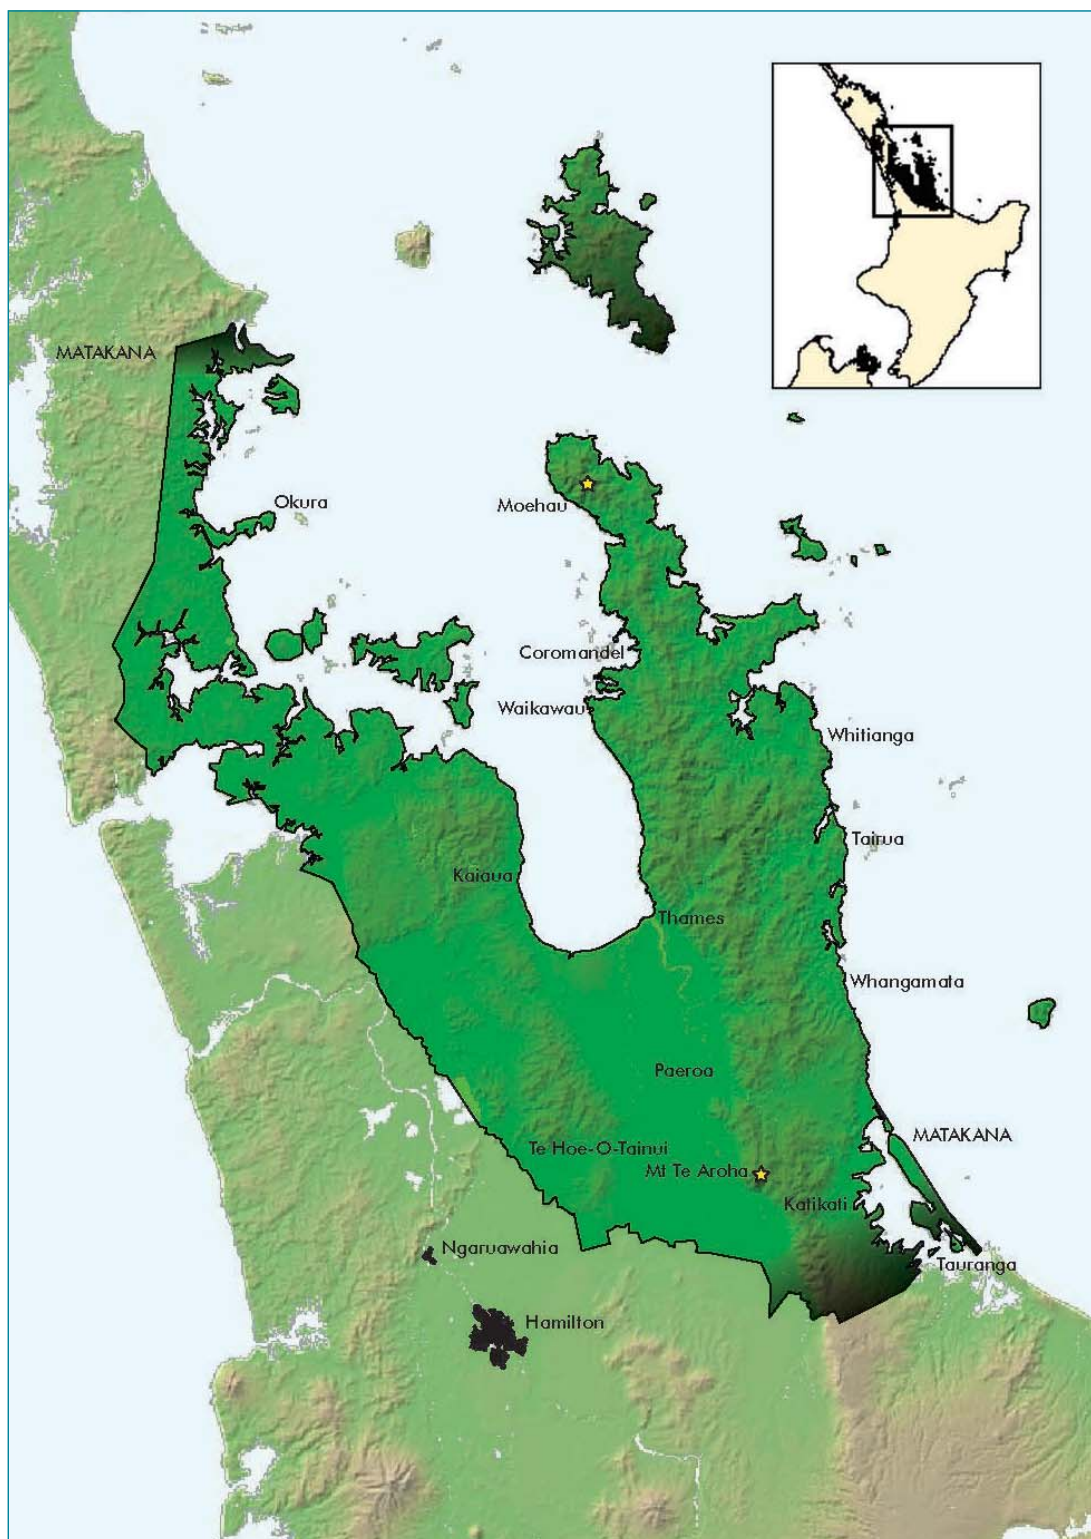 MATAKANA
Okura
Moehau
Coromandel
Waikawau
Whitianga
Tairua
Kaiaua
Thames
Whangamata
Paeroa
MATAKANA
Te Hoe-O-Tainui
Mt Te Aroha
Katikati
Ngaruawahia
Tauranga
Hamilton